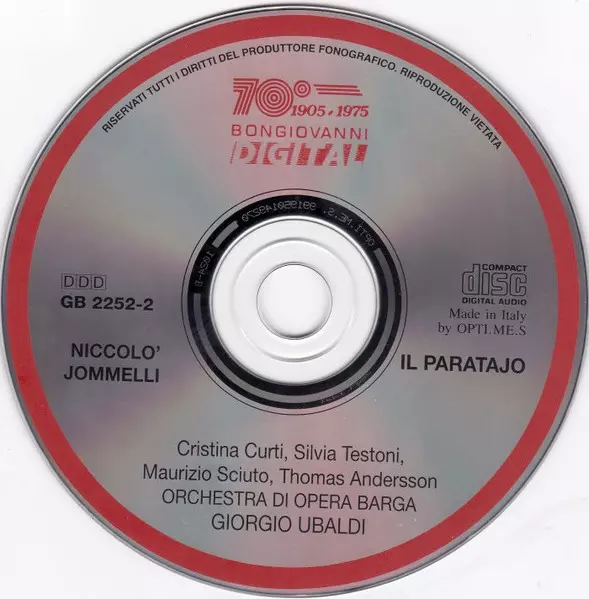 RISERVATI TUTTI I DIRITTI DEL PRODUTTORE FONOGRAFICO. RIPRODUZIONE VIETATA
70°
1905-1975
BONGIOVANNI
DIGITAL
DDD
GB 2252-2
COMPACT
disc
DIGITAL AUDIO
Made in Italy
by OPTI.ME.S
NICCOLO'
JOMMELLI
IL PARATAJO
Cristina Curti, Silvia Testoni,
Maurizio Sciuto, Thomas Andersson
ORCHESTRA DI OPERA BARGA
GIORGIO UBALDI